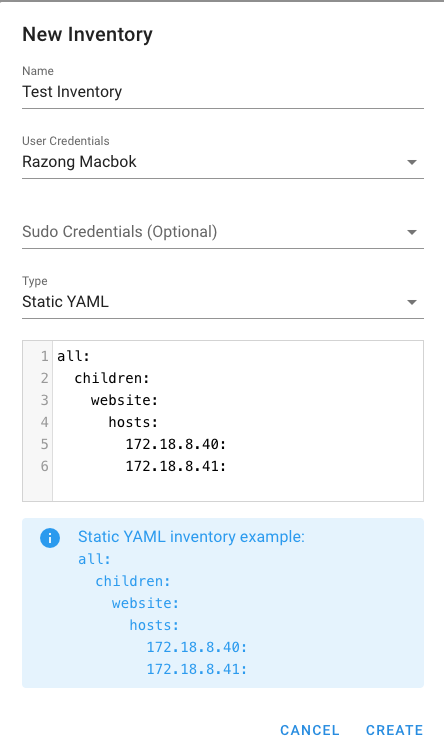 New Inventory
Name
Test Inventory
User Credentials
Razong Macbok
Sudo Credentials (Optional)
Type
Static YAML
1 all:
2   children:
3     website:
4       hosts:
5         172.18.8.40:
6         172.18.8.41:
Static YAML inventory example:
all:
  children:
    website:
      hosts:
        172.18.8.40:
        172.18.8.41:
CANCEL CREATE